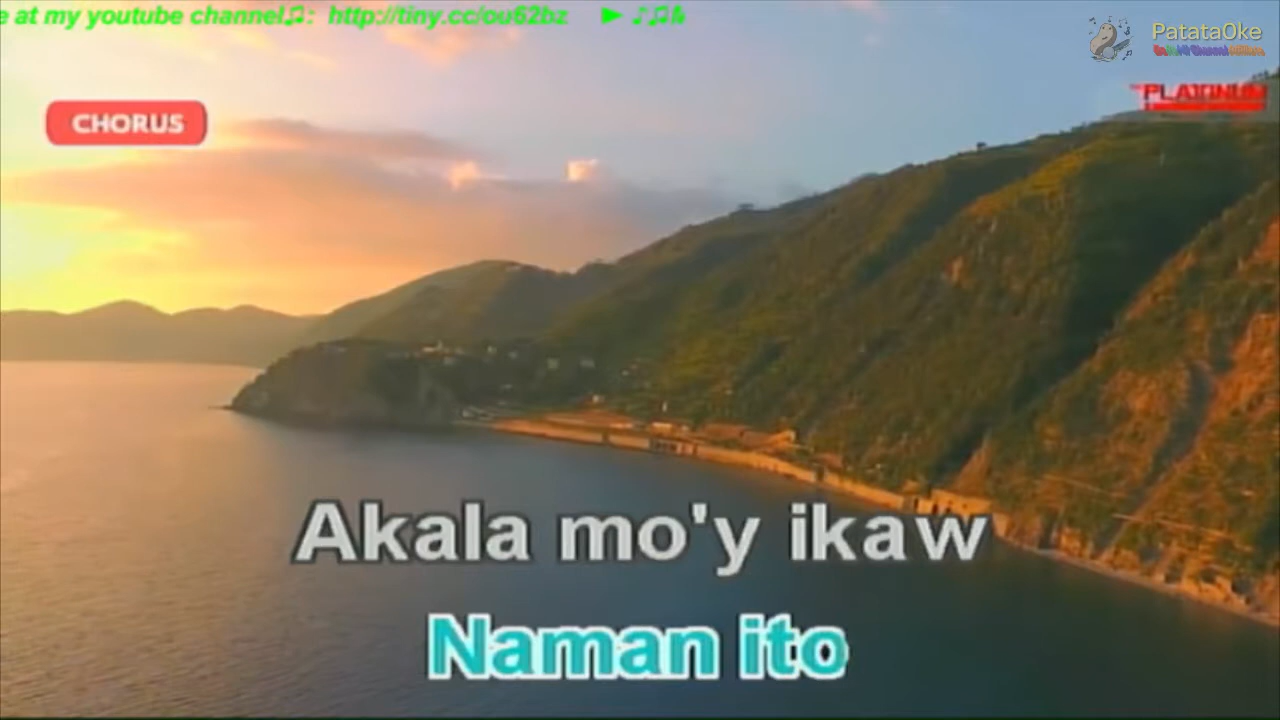 e at my youtube channel♫: http://tiny.cc/ou62bz ► ♪♫
PatataOke
PLATINUM
CHORUS
Akala mo'y ikaw
Naman ito